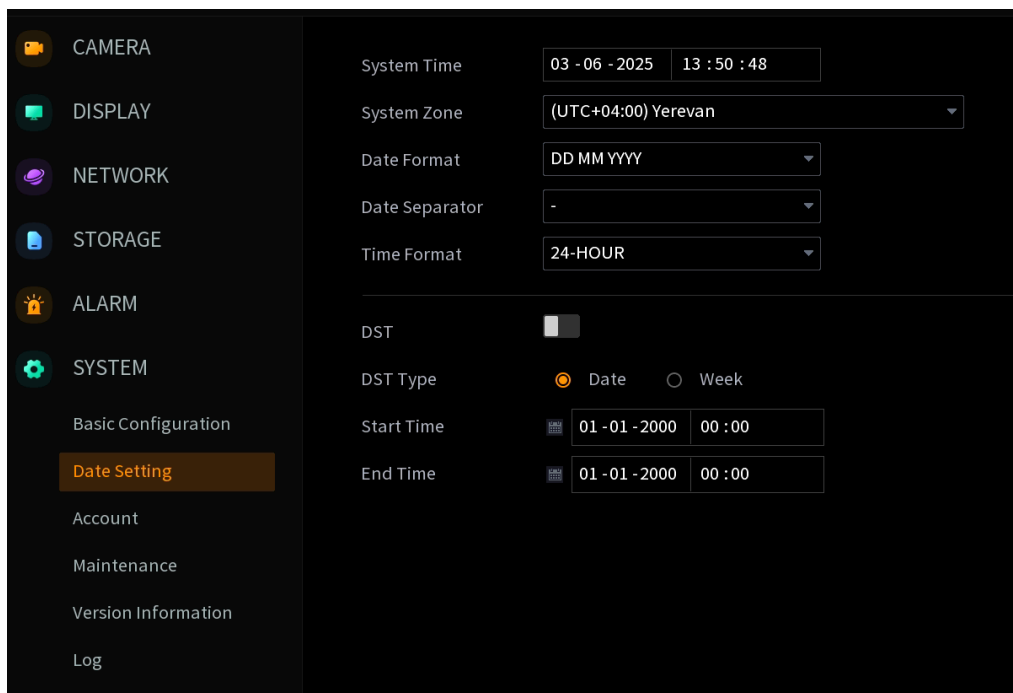 CAMERA
DISPLAY
NETWORK
STORAGE
ALARM
SYSTEM
Basic Configuration
Date Setting
Account
Maintenance
Version Information
Log
System Time 03 - 06 - 2025 13 : 50 : 48
System Zone (UTC+04:00) Yerevan
Date Format DD MM YYYY
Date Separator -
Time Format 24-HOUR
DST
DST Type Date Week
Start Time 01 - 01 - 2000 00 : 00
End Time 01 - 01 - 2000 00 : 00